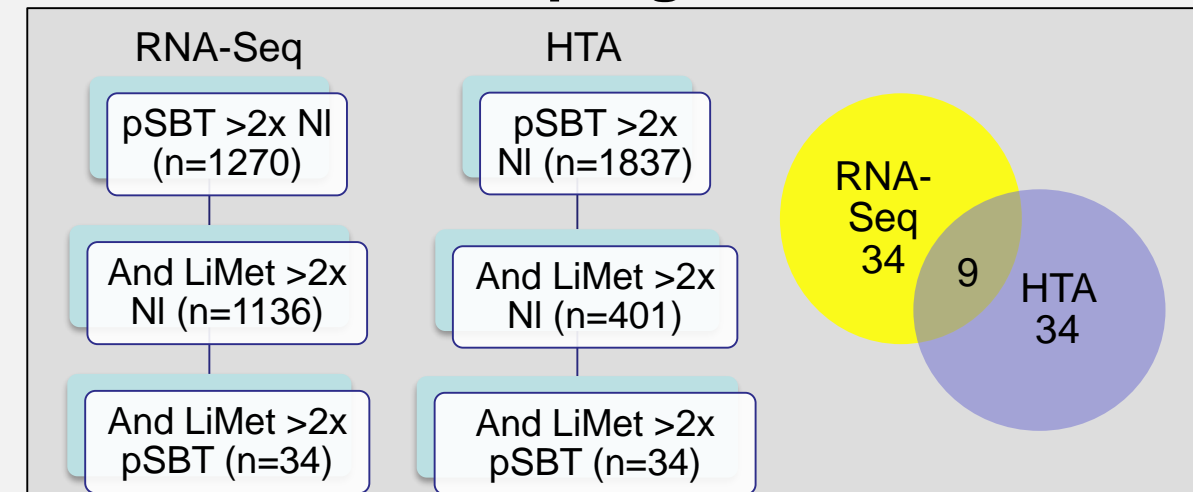 RNA-Seq
pSBT >2x Nl
(n=1270)
And LiMet >2x
Nl (n=1136)
And LiMet >2x
pSBT (n=34)
HTA
pSBT >2x
Nl (n=1837)
And LiMet >2x
Nl (n=401)
And LiMet >2x
pSBT (n=34)
RNA-
Seq
34
9
HTA
34